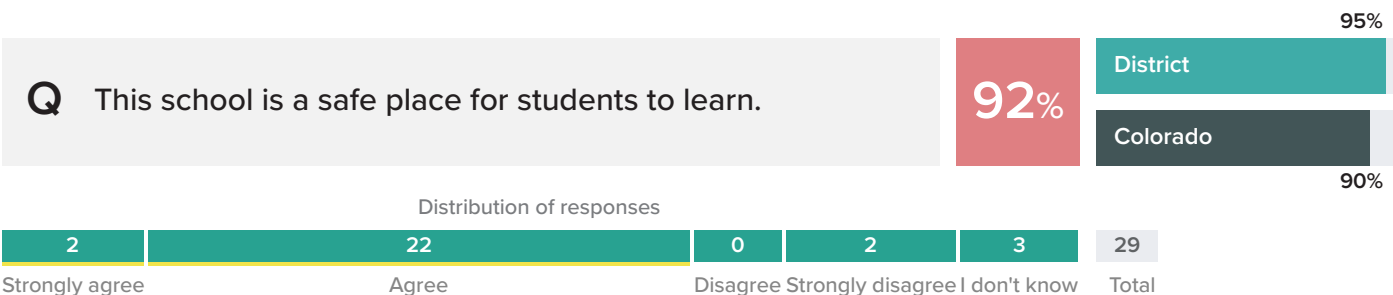 95%
Q This school is a safe place for students to learn.
92%
District
Colorado
90%
Distribution of responses
2 22 0 2 3 29
Strongly agree Agree Disagree Strongly disagree I don't know Total